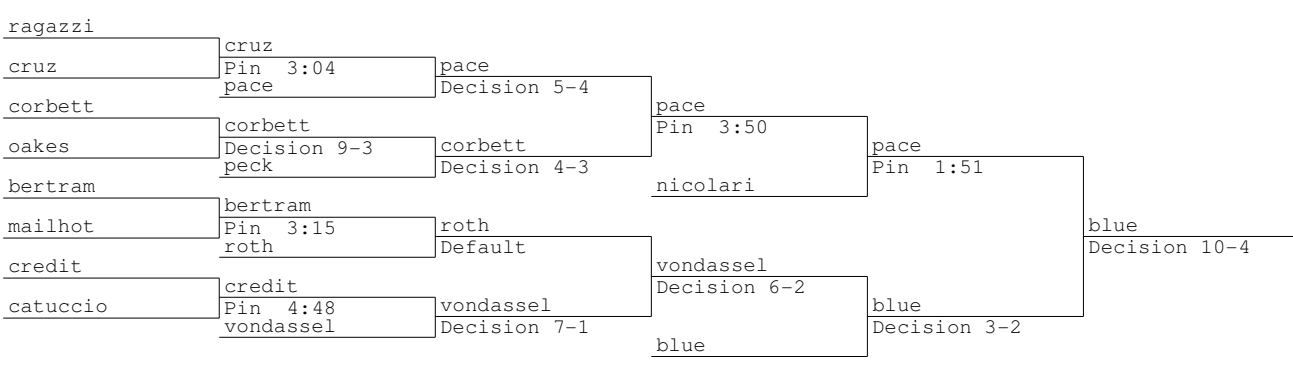 ragazzi
cruz
cruz
Pin 3:04
pace
pace
Decision 5-4
corbett
corbett
oakes
Decision 9-3
peck
corbett
Decision 4-3
pace
Pin 3:50
nicolari
pace
Pin 1:51
bertram
bertram
mailhot
Pin 3:15
roth
roth
Default
credit
credit
catuccio
Pin 4:48
vondassel
vondassel
Decision 7-1
vondassel
Decision 6-2
blue
blue
Decision 3-2
blue
Decision 10-4